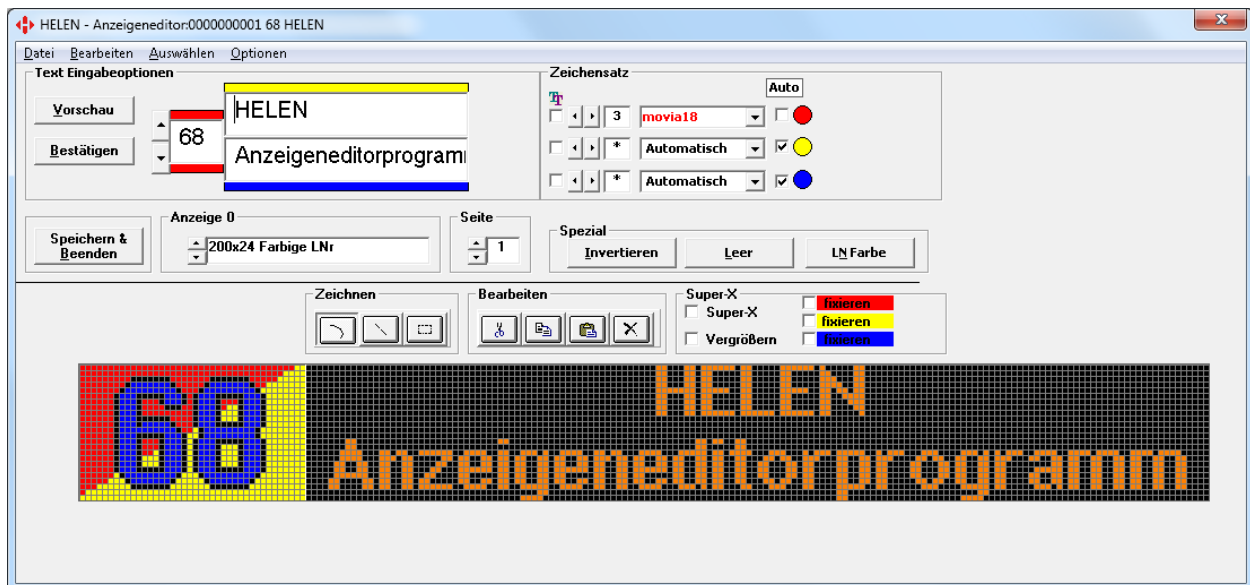 HELEN - Anzeigeneditor:0000000001 68 HELEN
Datei Bearbeiten Auswählen Optionen
Text Eingabeoptionen
Vorschau
Bestätigen
68
HELEN
Anzeigeneditorprogramm
Zeichensatz
Auto
3 movia18
* Automatisch
* Automatisch
Speichern &
Beenden
Anzeige 0
200x24 Farbige LNr
Seite
1
Spezial
Invertieren Leer LN Farbe
Zeichnen
Bearbeiten
Super-X
Super-X
Vergrößern
fixieren
fixieren
fixieren
68
HELEN
Anzeigeneditorprogramm